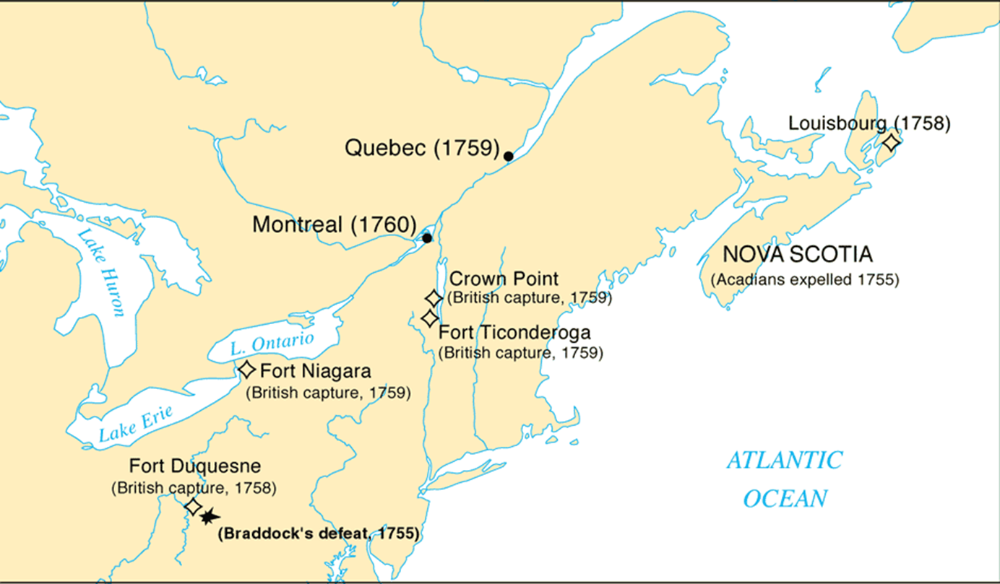 Louisbourg (1758)
Quebec (1759)
Montreal (1760)
Lake Huron
NOVA SCOTIA
(Acadians expelled 1755)
Crown Point
(British capture, 1759)
Fort Ticonderoga
(British capture, 1759)
L. Ontario
Fort Niagara
(British capture, 1759)
Lake Erie
Fort Duquesne
(British capture, 1758)
(Braddock's defeat, 1755)
ATLANTIC
OCEAN